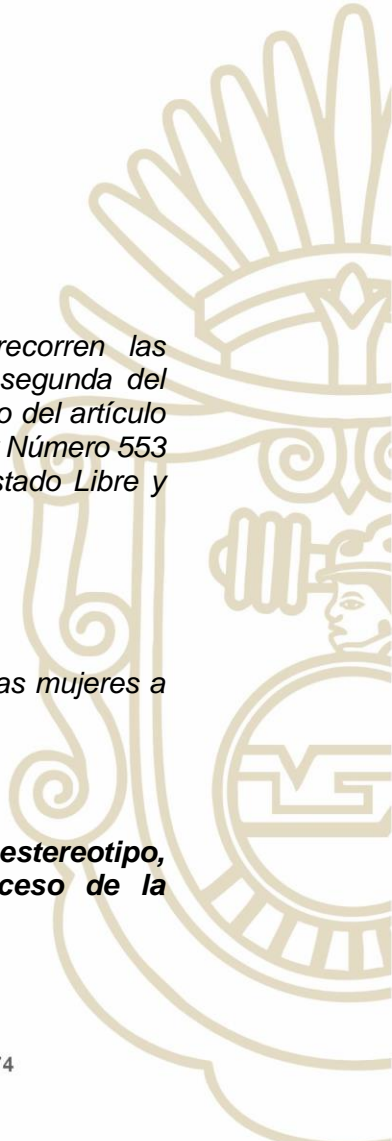 recorren las
segunda del
o del artículo
Número 553
stado Libre y
as mujeres a
estereotipo,
ceso de la
74